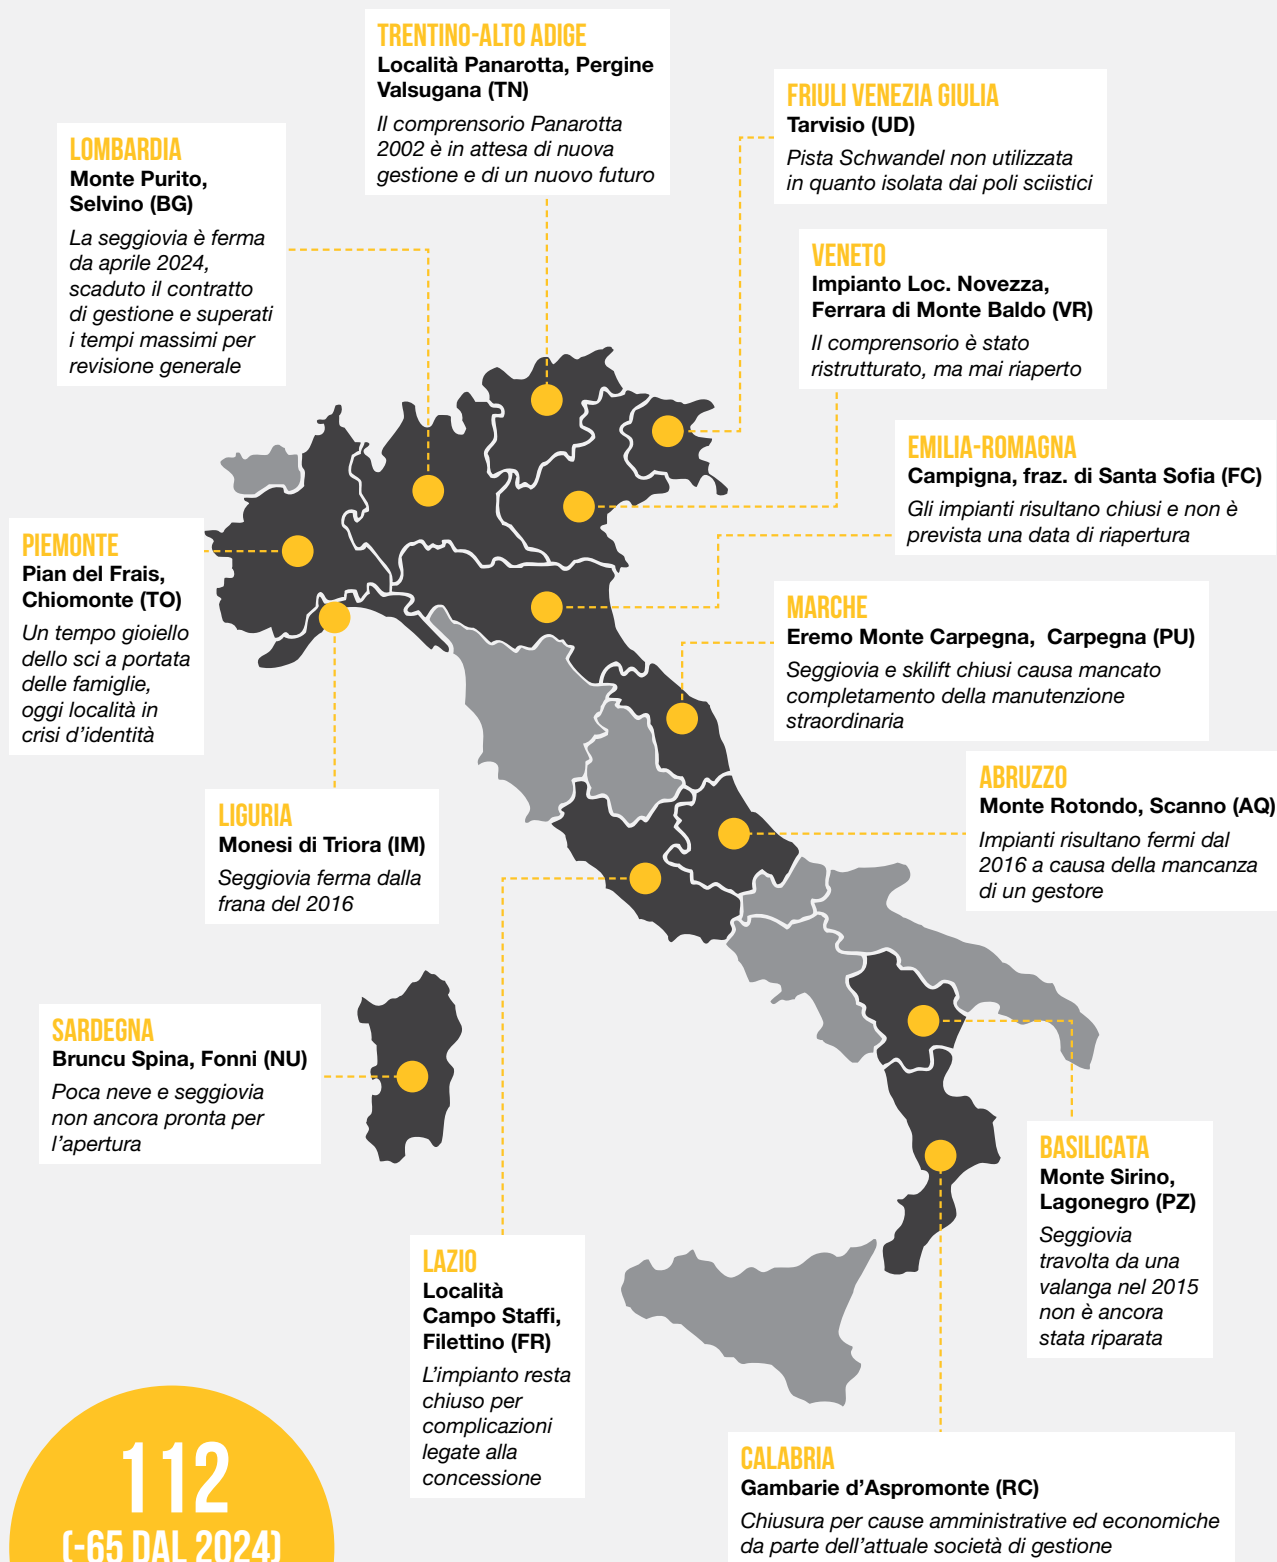 TRENTINO-ALTO ADIGE
Località Panarotta, Pergine
Valsugana (TN)
Il comprensorio Panarotta
2002 è in attesa di nuova
gestione e di un nuovo futuro
FRIULI VENEZIA GIULIA
Tarvisio (UD)
Pista Schwandel non utilizzata
in quanto isolata dai poli sciistici
LOMBARDIA
Monte Purito,
Selvino (BG)
La seggiovia è ferma
da aprile 2024,
scaduto il contratto
di gestione e superati
i tempi massimi per
revisione generale
VENETO
Impianto Loc. Novezza,
Ferrara di Monte Baldo (VR)
Il comprensorio è stato
ristrutturato, ma mai riaperto
EMILIA-ROMAGNA
Campigna, fraz. di Santa Sofia (FC)
Gli impianti risultano chiusi e non è
prevista una data di riapertura
PIEMONTE
Pian del Frais,
Chiomonte (TO)
Un tempo gioiello
dello sci a portata
delle famiglie,
oggi località in
crisi d'identità
MARCHE
Eremo Monte Carpegna,  Carpegna (PU)
Seggiovia e skilift chiusi causa mancato
completamento della manutenzione
straordinaria
ABRUZZO
Monte Rotondo, Scanno (AQ)
Impianti risultano fermi dal
2016 a causa della mancanza
di un gestore
LIGURIA
Monesi di Triora (IM)
Seggiovia ferma dalla
frana del 2016
SARDEGNA
Bruncu Spina, Fonni (NU)
Poca neve e seggiovia
non ancora pronta per
l'apertura
BASILICATA
Monte Sirino,
Lagonegro (PZ)
Seggiovia
travolta da una
valanga nel 2015
non è ancora
stata riparata
LAZIO
Località
Campo Staffi,
Filettino (FR)
L'impianto resta
chiuso per
complicazioni
legate alla
concessione
CALABRIA
Gambarie d'Aspromonte (RC)
Chiusura per cause amministrative ed economiche
da parte dell'attuale società di gestione
112
(-65 DAL 2024)